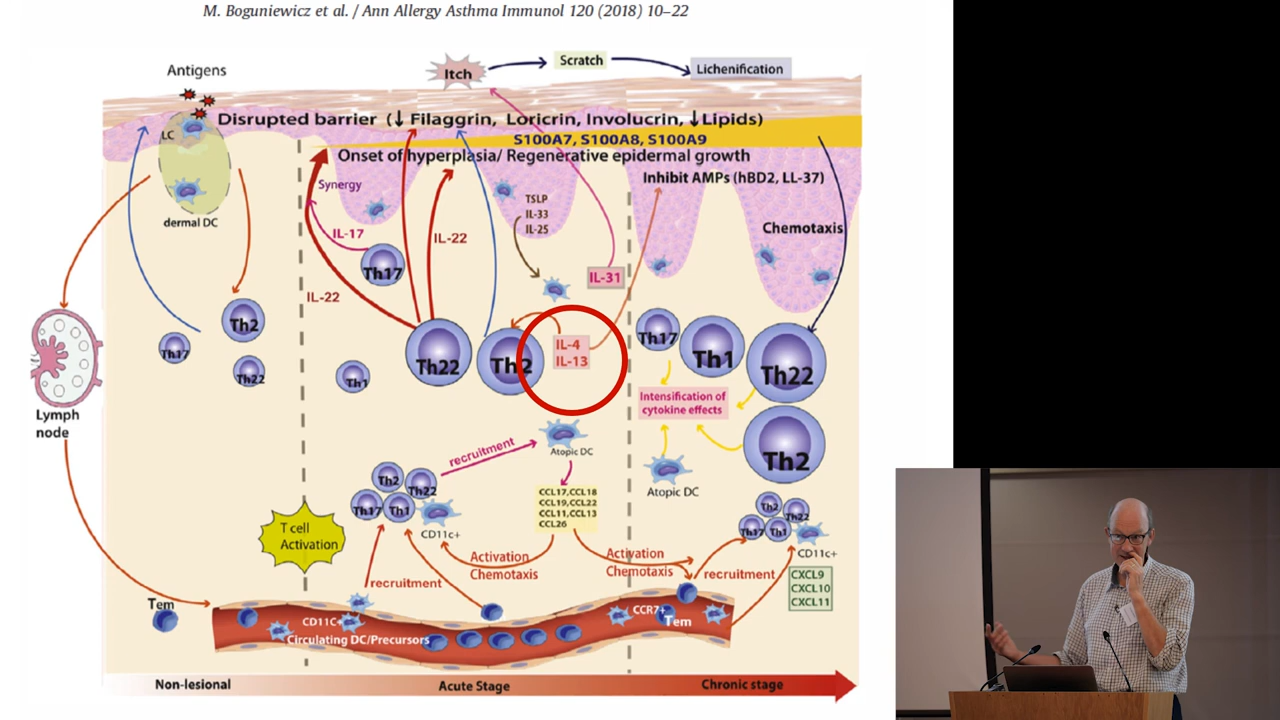 M. Boguniewicz et al. / Ann Allergy Asthma Immunol 120 (2018) 10–22
Antigens
Itch
Scratch
Lichenification
Disrupted barrier (↓ Filaggrin, Loricrin, Involucrin, ↓Lipids)
LC
S100A7, S100A8, S100A9
Onset of hyperplasia/ Regenerative epidermal growth
Synergy
Inhibit AMPs (hBD2, LL-37)
TSLP
IL-33
IL-25
dermal DC
IL-17
IL-22
Chemotaxis
Th17
IL-31
IL-22
Th2
Th17
Th22
Th1
Th22
Th2
IL-4
IL-13
Th17
Th1
Th22
Intensification of
cytokine effects
Lymph
node
Th2
recruitment
Atopic DC
Atopic DC
Th2
Th22
Th17
Th1
CD11c+
CCL17,CCL18
CCL19,CCL22
CCL11,CCL13
CCL26
Th2
Th22
Th17
Th1
CD11c+
T cell
Activation
Activation
Chemotaxis
Activation
Chemotaxis
recruitment
recruitment
CXCL9
CXCL10
CXCL11
Tem
CD11C+
Circulating DC/Precursors
CCR7+
Tem
Non-lesional
Acute Stage
Chronic stage